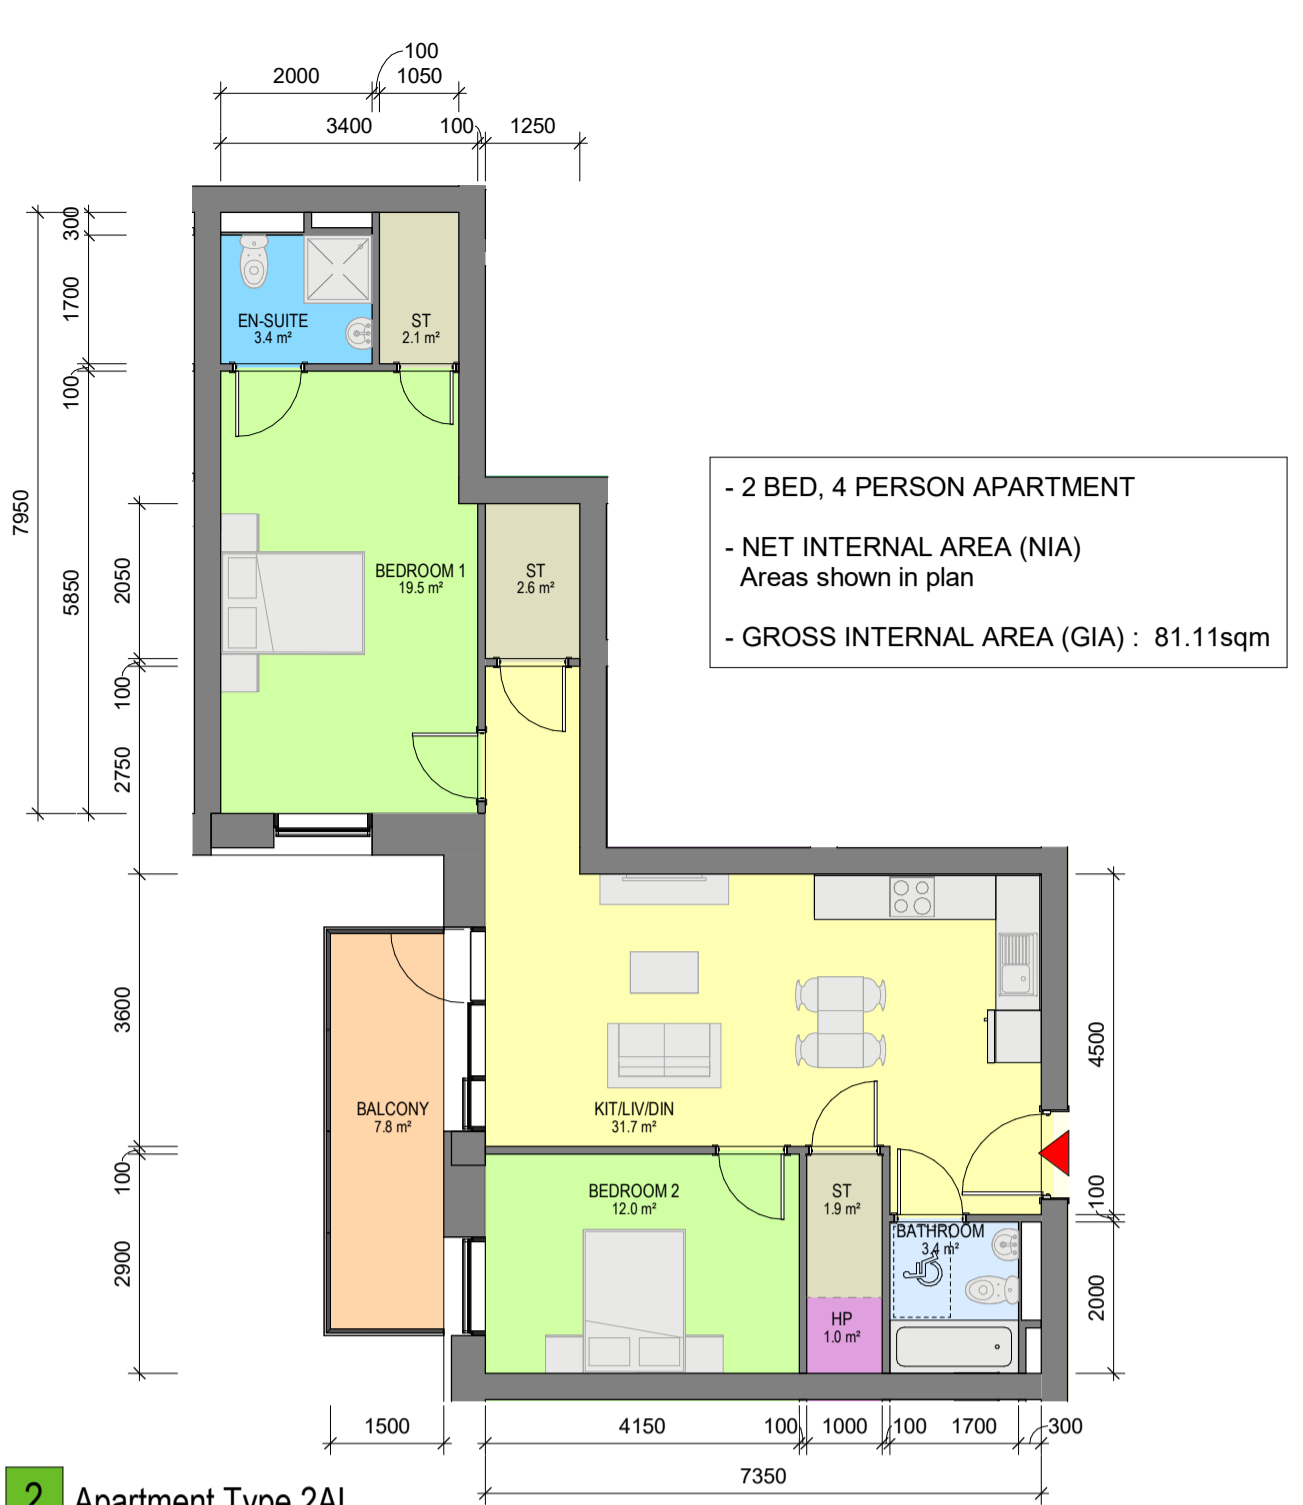 100
2000
1050
3400
100
1250
300
1700
100
7950
5850
2050
100
2750
EN-SUITE
3.4 m²
ST
2.1 m²
BEDROOM 1
19.5 m²
ST
2.6 m²
- 2 BED, 4 PERSON APARTMENT
- NET INTERNAL AREA (NIA)
Areas shown in plan
- GROSS INTERNAL AREA (GIA) : 81.11sqm
3600
100
2900
BALCONY
7.8 m²
KIT/LIV/DIN
31.7 m²
4500
100
2000
BEDROOM 2
12.0 m²
ST
1.9 m²
BATHROOM
3.4 m²
HP
1.0 m²
1500
4150
100
1000
100
1700
300
7350
2 Apartment Type 2AL